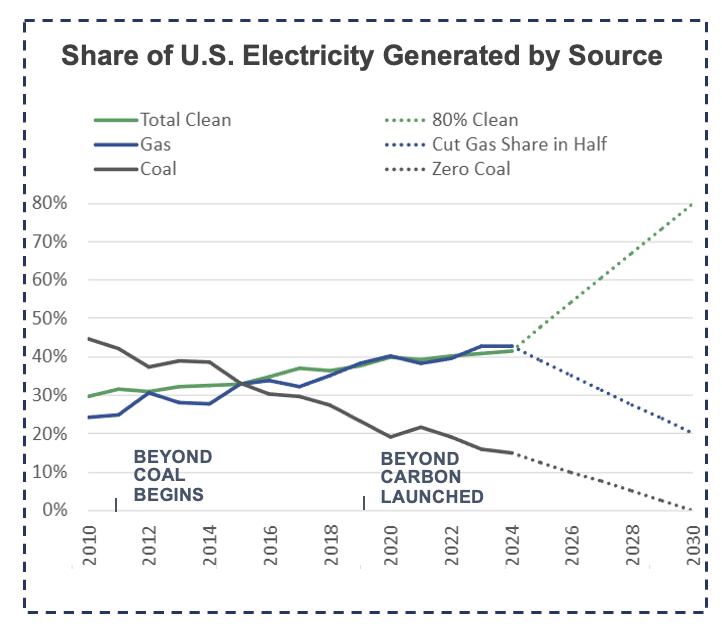 Share of U.S. Electricity Generated by Source
Total Clean
80% Clean
Gas
Cut Gas Share in Half
Coal
Zero Coal
80%
70%
60%
50%
40%
30%
20%
10%
0%
BEYOND
COAL
BEGINS
BEYOND
CARBON
LAUNCHED
2010
2012
2014
2016
2018
2020
2022
2024
2026
2028
2030